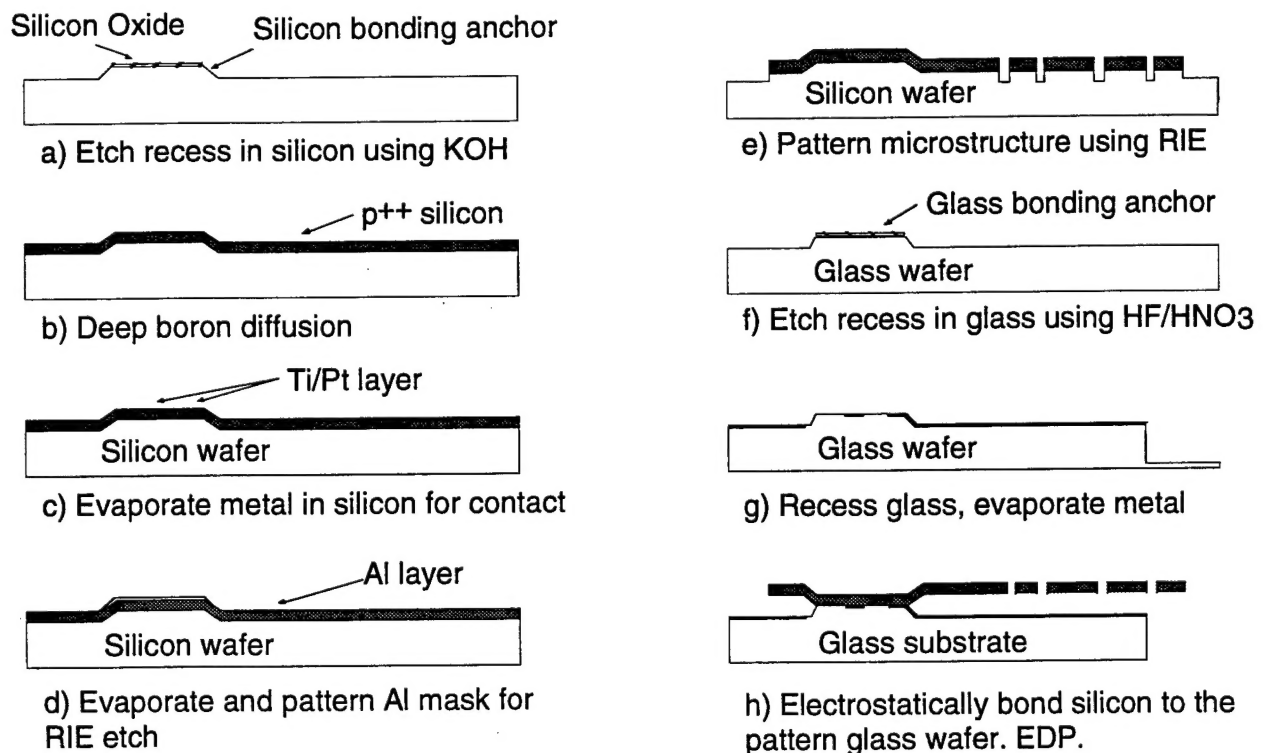 Silicon Oxide
Silicon bonding anchor
a) Etch recess in silicon using KOH
p++ silicon
b) Deep boron diffusion
Ti/Pt layer
Silicon wafer
c) Evaporate metal in silicon for contact
Al layer
Silicon wafer
d) Evaporate and pattern Al mask for
RIE etch
Silicon wafer
e) Pattern microstructure using RIE
Glass bonding anchor
Glass wafer
f) Etch recess in glass using HF/HNO3
Glass wafer
g) Recess glass, evaporate metal
Glass substrate
h) Electrostatically bond silicon to the
pattern glass wafer. EDP.